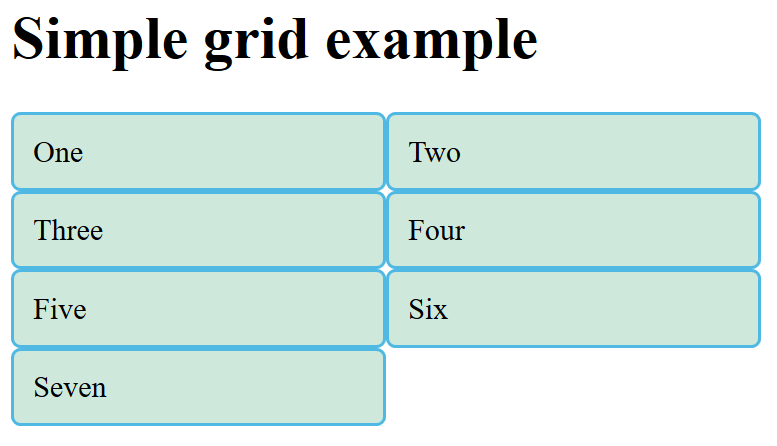 Simple grid example
One
Two
Three
Four
Five
Six
Seven